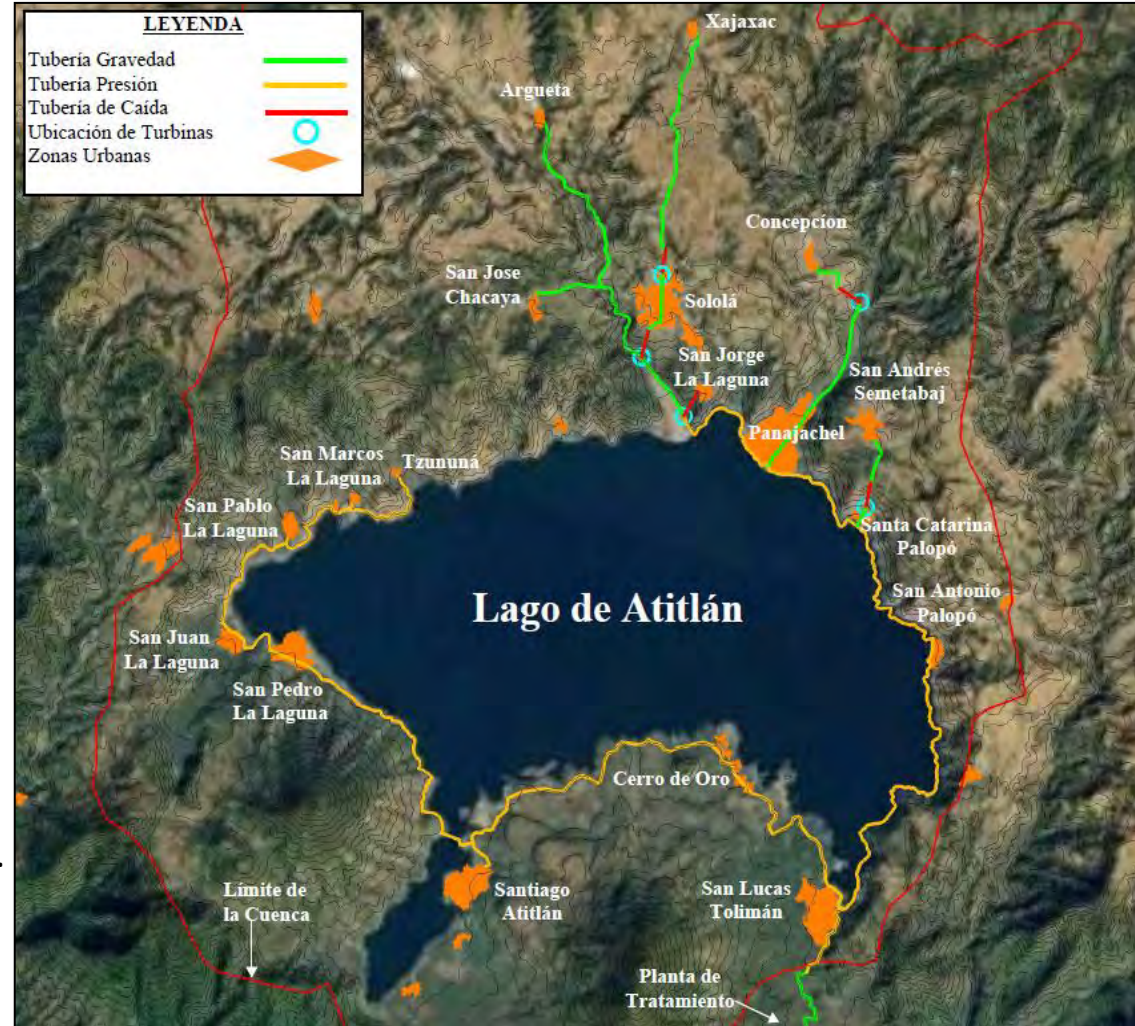 LEYENDA
Tubería Gravedad
Tubería Presión
Tubería de Caída
Ubicación de Turbinas
Zonas Urbanas
Xajaxac
Argueta
Concepcíon
San Jose
Chacaya
Sololá
San Jorge
La Laguna
San Andrés
Semetabaj
Panajachel
San Marcos
La Laguna
Tzununá
San Pablo
La Laguna
Santa Catarina
Palopó
Lago de Atitlán
San Antonio
Palopó
San Juan
La Laguna
San Pedro
La Laguna
Cerro de Oro
Santiago
Atitlán
San Lucas
Tolimán
Límite de
la Cuenca
Planta de
Tratamiento